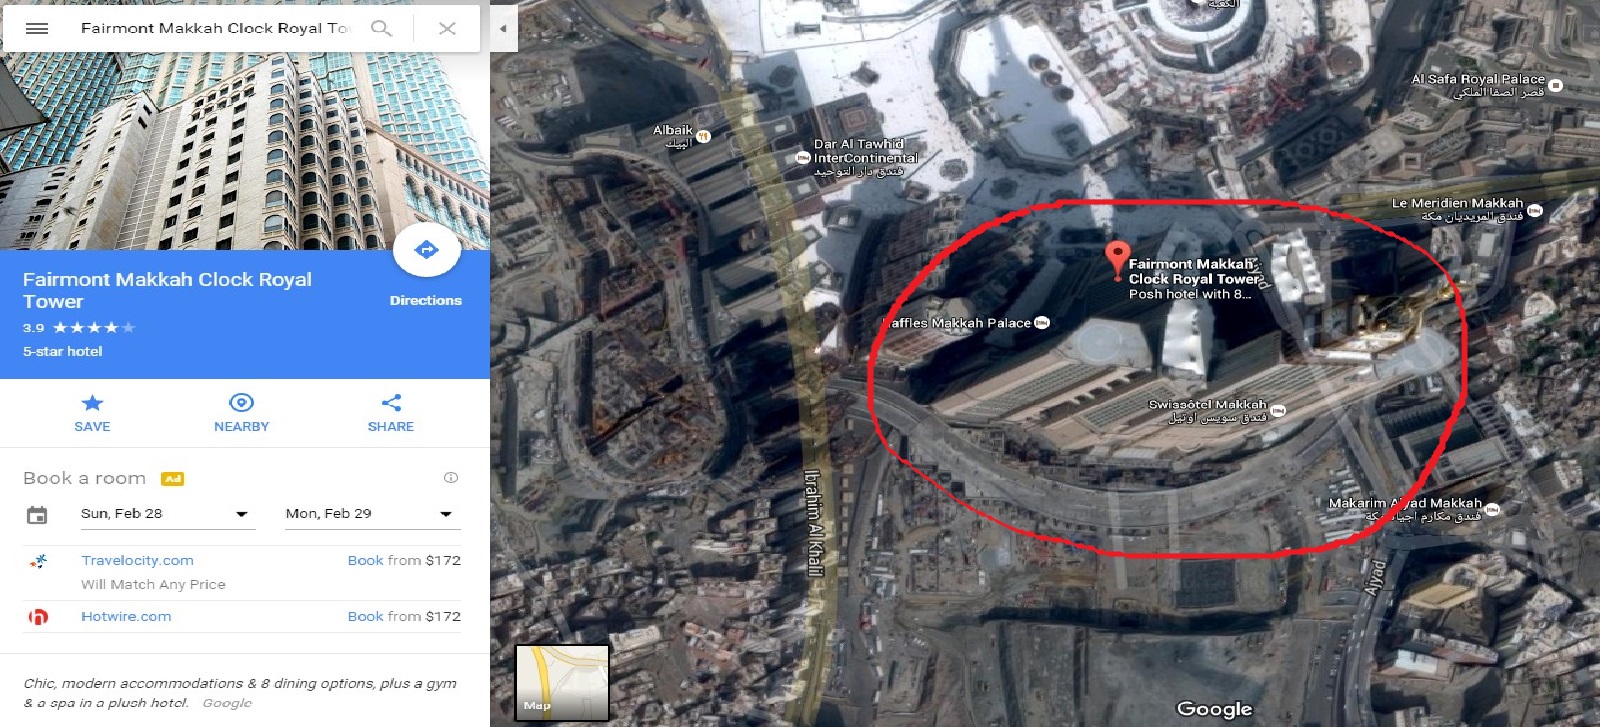 Fairmont Makkah Clock Royal To
Fairmont Makkah Clock Royal
Tower
Directions
3.9
5-star hotel
SAVE
NEARBY
SHARE
Book a room
Ad
Sun, Feb 28
Mon, Feb 29
Travelocity.com
Book from $172
Will Match Any Price
Hotwire.com
Book from $172
Chic, modern accommodations & 8 dining options, plus a gym
& a spa in a plush hotel. Google
الكعبة
Al Safa Royal Palace
قصر الصفا الملكي
Albaik
البيك
Dar Al Tawhid
InterContinental
فندق دار التوحيد
Le Meridien Makkah
فندق الميريديان مكة
Fairmont Makkah
Clock Royal Tower
Posh hotel with 8...
Raffles Makkah Palace
Swissôtel Makkah
فندق سويس اوتيل
Ibrahim Al Khalil
Makarim Ajyad Makkah
فندق مكارم اجياد مكة
Ajyad
Map
Google